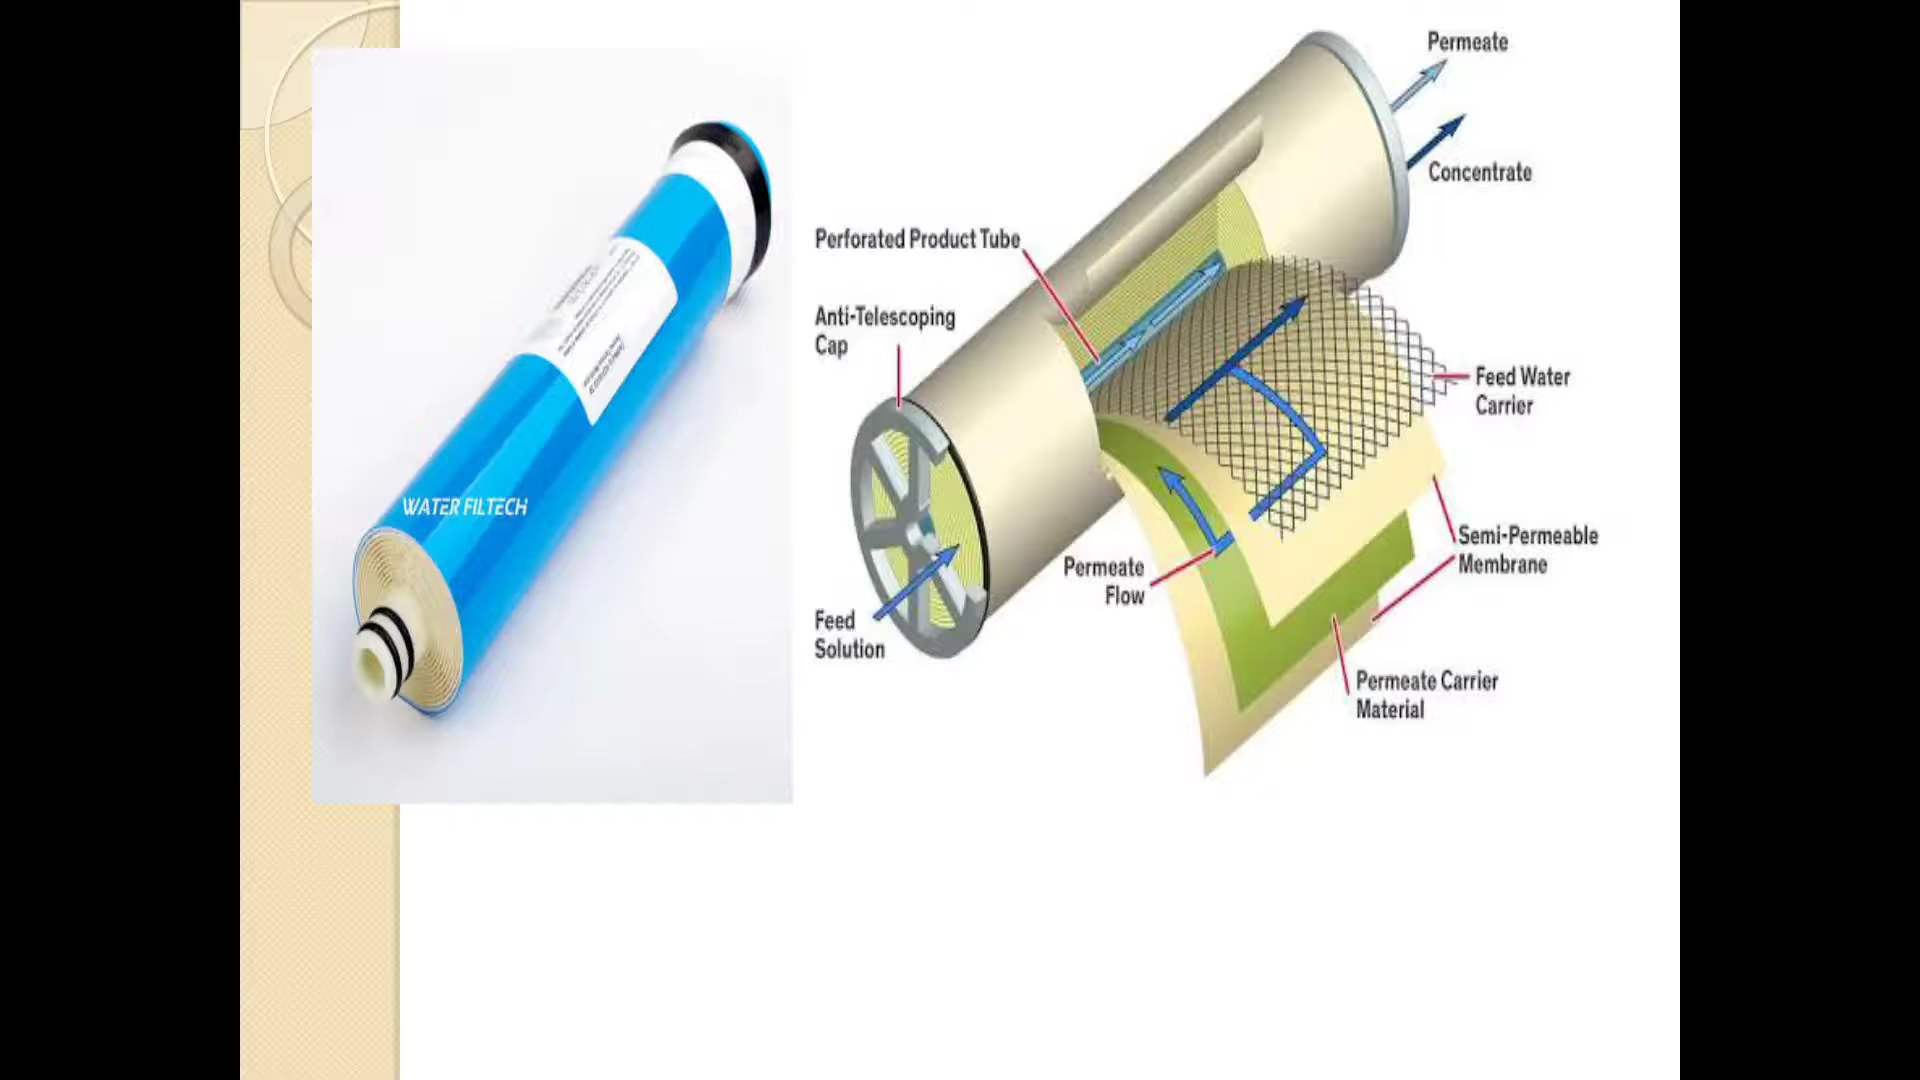 WATER FILTECH
Permeate
Concentrate
Perforated Product Tube
Anti-Telescoping
Cap
Feed Water
Carrier
Semi-Permeable
Membrane
Permeate
Flow
Feed
Solution
Permeate Carrier
Material